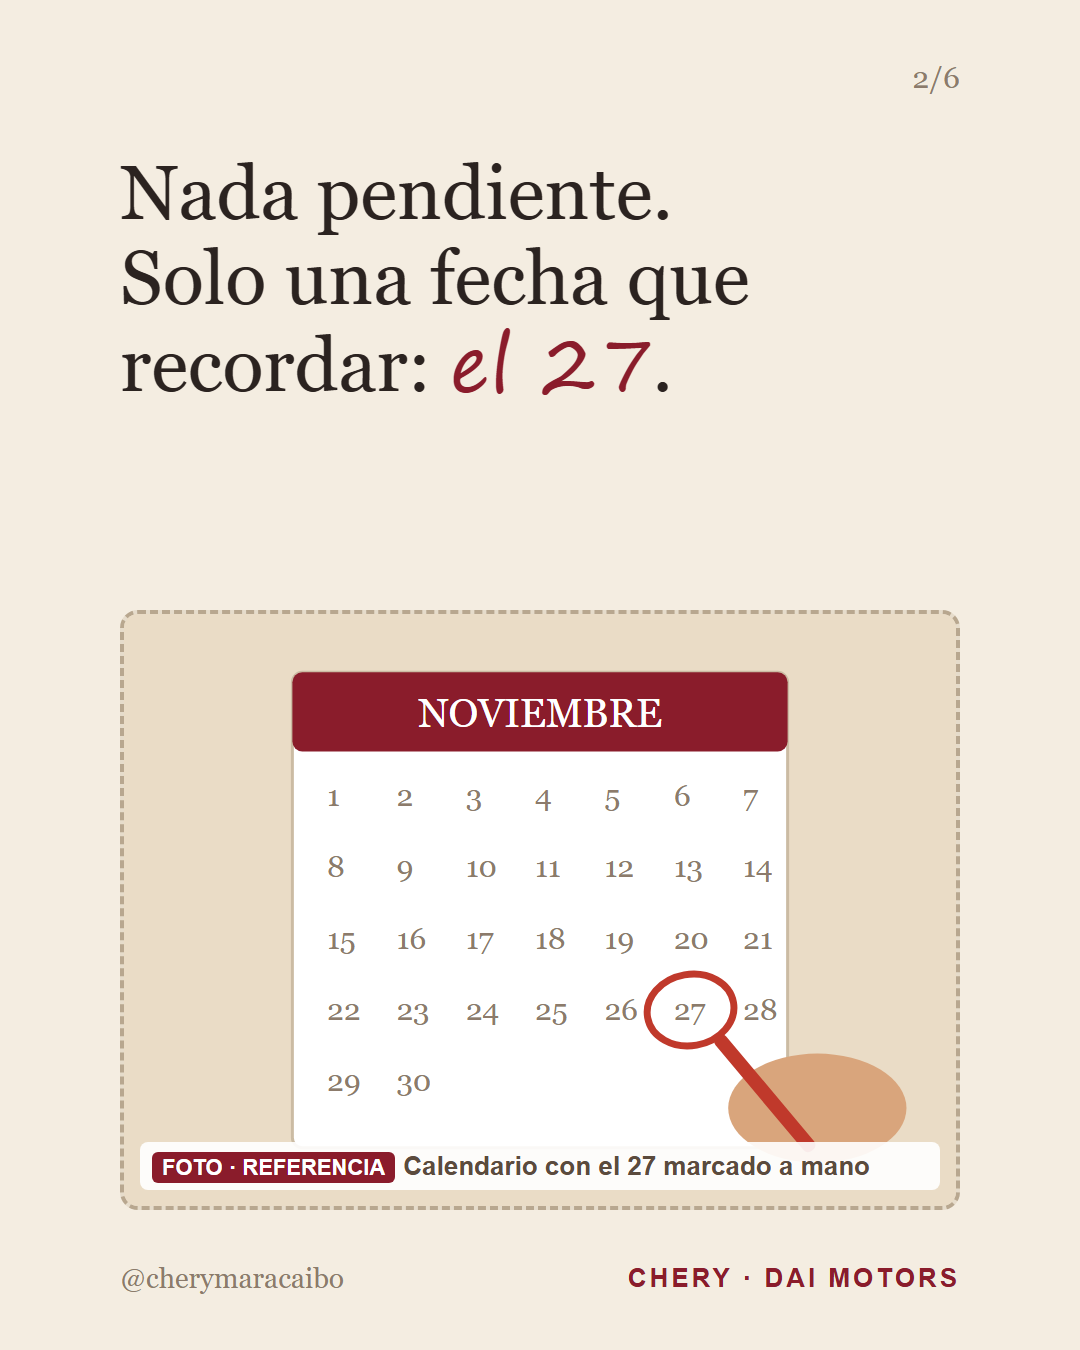 2/6
Nada pendiente.
Solo una fecha que
recordar: el 27.
NOVIEMBRE
1 2 3 4 5 6 7
8 9 10 11 12 13 14
15 16 17 18 19 20 21
22 23 24 25 26 27 28
29 30
FOTO · REFERENCIA Calendario con el 27 marcado a mano
@cherymaracaibo CHERY · DAI MOTORS